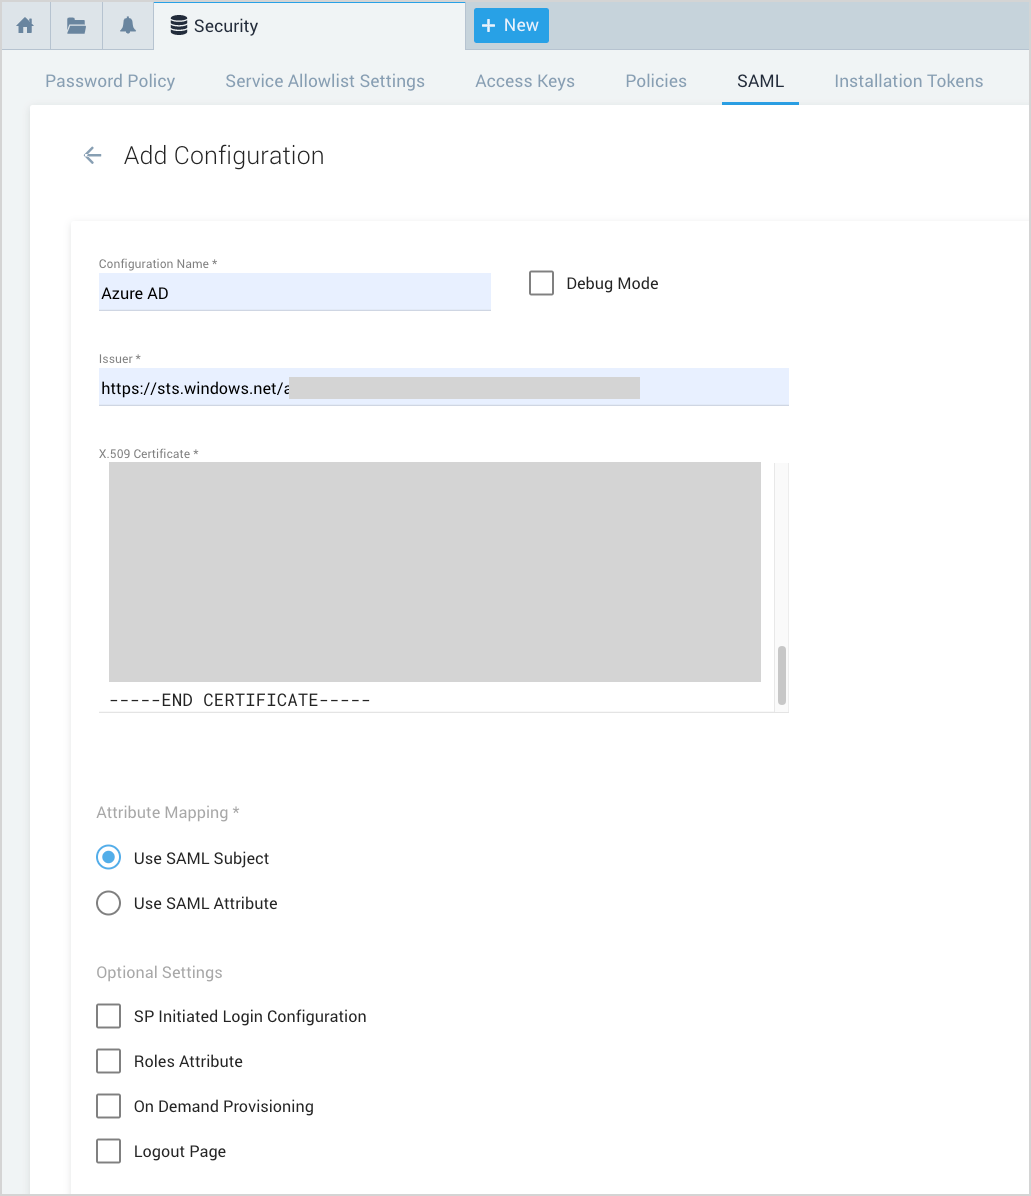 Security
+ New
Password Policy Service Allowlist Settings Access Keys Policies SAML Installation Tokens
Add Configuration
Configuration Name *
Azure AD
Debug Mode
Issuer *
https://sts.windows.net/a
X.509 Certificate *
-----END CERTIFICATE-----
Attribute Mapping *
Use SAML Subject
Use SAML Attribute
Optional Settings
SP Initiated Login Configuration
Roles Attribute
On Demand Provisioning
Logout Page